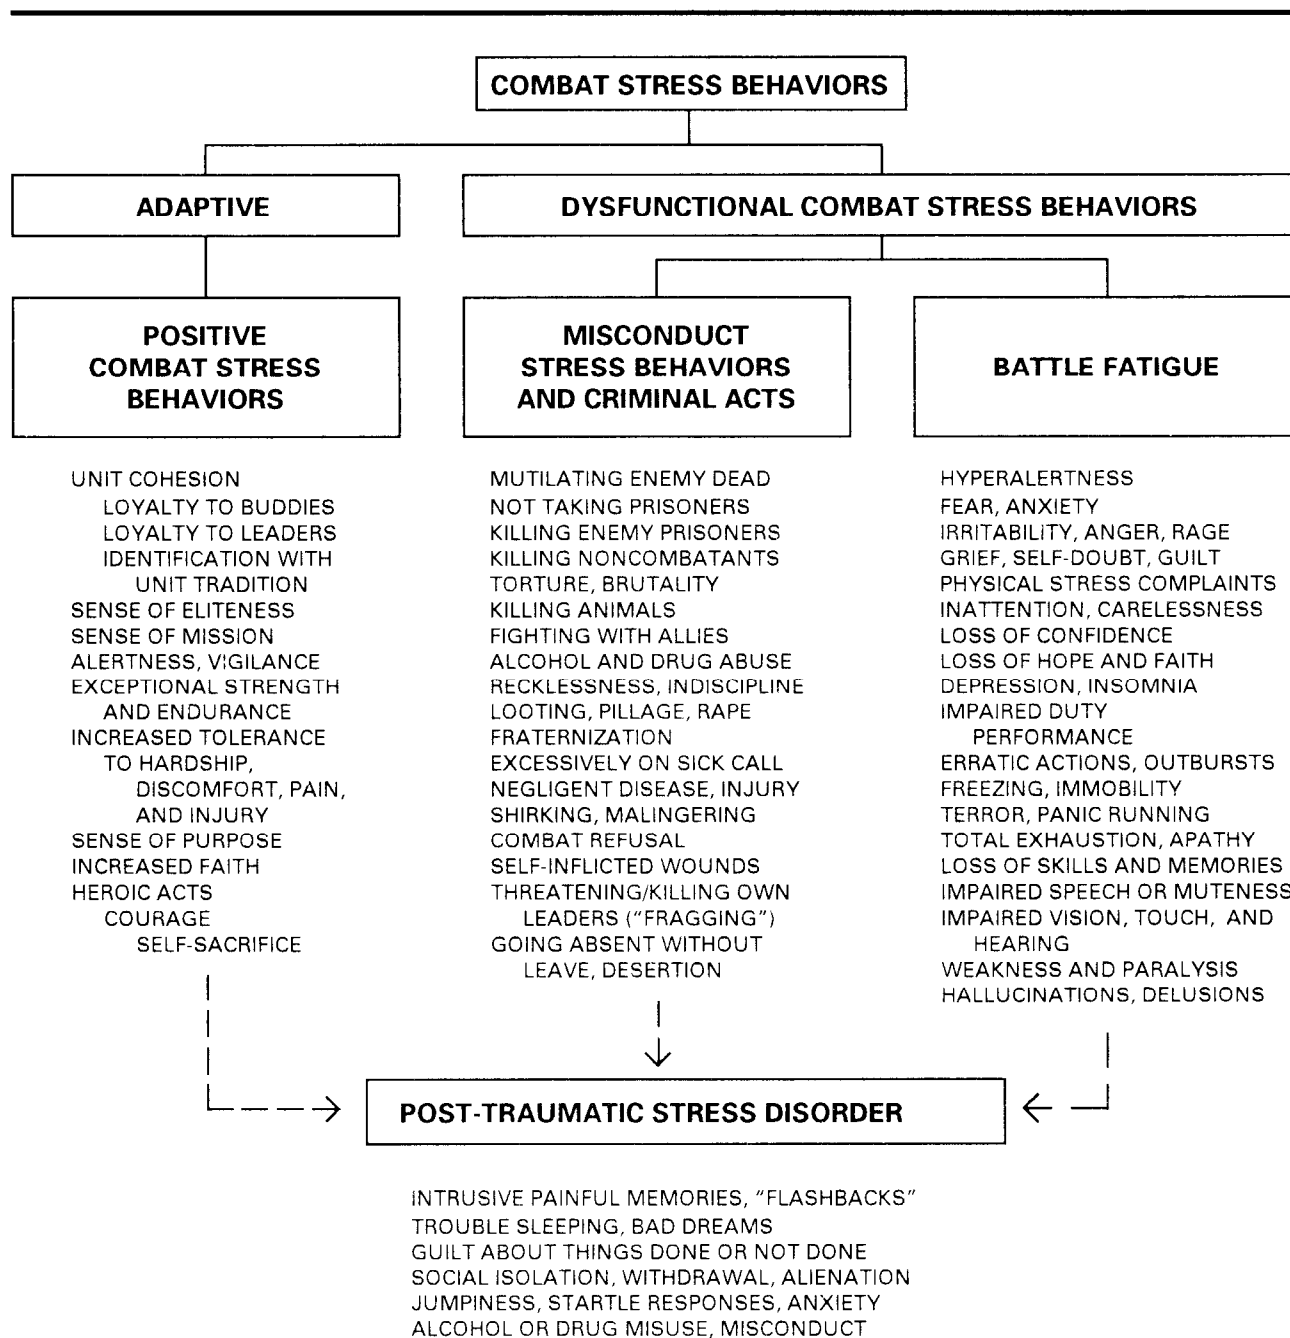 COMBAT STRESS BEHAVIORS
ADAPTIVE
DYSFUNCTIONAL COMBAT STRESS BEHAVIORS
POSITIVE
COMBAT STRESS
BEHAVIORS
MISCONDUCT
STRESS BEHAVIORS
AND CRIMINAL ACTS
BATTLE FATIGUE
UNIT COHESION
LOYALTY TO BUDDIES
LOYALTY TO LEADERS
IDENTIFICATION WITH
UNIT TRADITION
SENSE OF ELITENESS
SENSE OF MISSION
ALERTNESS, VIGILANCE
EXCEPTIONAL STRENGTH
AND ENDURANCE
INCREASED TOLERANCE
TO HARDSHIP,
DISCOMFORT, PAIN,
AND INJURY
SENSE OF PURPOSE
INCREASED FAITH
HEROIC ACTS
COURAGE
SELF-SACRIFICE
MUTILATING ENEMY DEAD
NOT TAKING PRISONERS
KILLING ENEMY PRISONERS
KILLING NONCOMBATANTS
TORTURE, BRUTALITY
KILLING ANIMALS
FIGHTING WITH ALLIES
ALCOHOL AND DRUG ABUSE
RECKLESSNESS, INDISCIPLINE
LOOTING, PILLAGE, RAPE
FRATERNIZATION
EXCESSIVELY ON SICK CALL
NEGLIGENT DISEASE, INJURY
SHIRKING, MALINGERING
COMBAT REFUSAL
SELF-INFLICTED WOUNDS
THREATENING/KILLING OWN
LEADERS ("FRAGGING")
GOING ABSENT WITHOUT
LEAVE, DESERTION
HYPERALERTNESS
FEAR, ANXIETY
IRRITABILITY, ANGER, RAGE
GRIEF, SELF-DOUBT, GUILT
PHYSICAL STRESS COMPLAINTS
INATTENTION, CARELESSNESS
LOSS OF CONFIDENCE
LOSS OF HOPE AND FAITH
DEPRESSION, INSOMNIA
IMPAIRED DUTY
PERFORMANCE
ERRATIC ACTIONS, OUTBURSTS
FREEZING, IMMOBILITY
TERROR, PANIC RUNNING
TOTAL EXHAUSTION, APATHY
LOSS OF SKILLS AND MEMORIES
IMPAIRED SPEECH OR MUTENESS
IMPAIRED VISION, TOUCH, AND
HEARING
WEAKNESS AND PARALYSIS
HALLUCINATIONS, DELUSIONS
POST-TRAUMATIC STRESS DISORDER
INTRUSIVE PAINFUL MEMORIES, "FLASHBACKS"
TROUBLE SLEEPING, BAD DREAMS
GUILT ABOUT THINGS DONE OR NOT DONE
SOCIAL ISOLATION, WITHDRAWAL, ALIENATION
JUMPINESS, STARTLE RESPONSES, ANXIETY
ALCOHOL OR DRUG MISUSE, MISCONDUCT